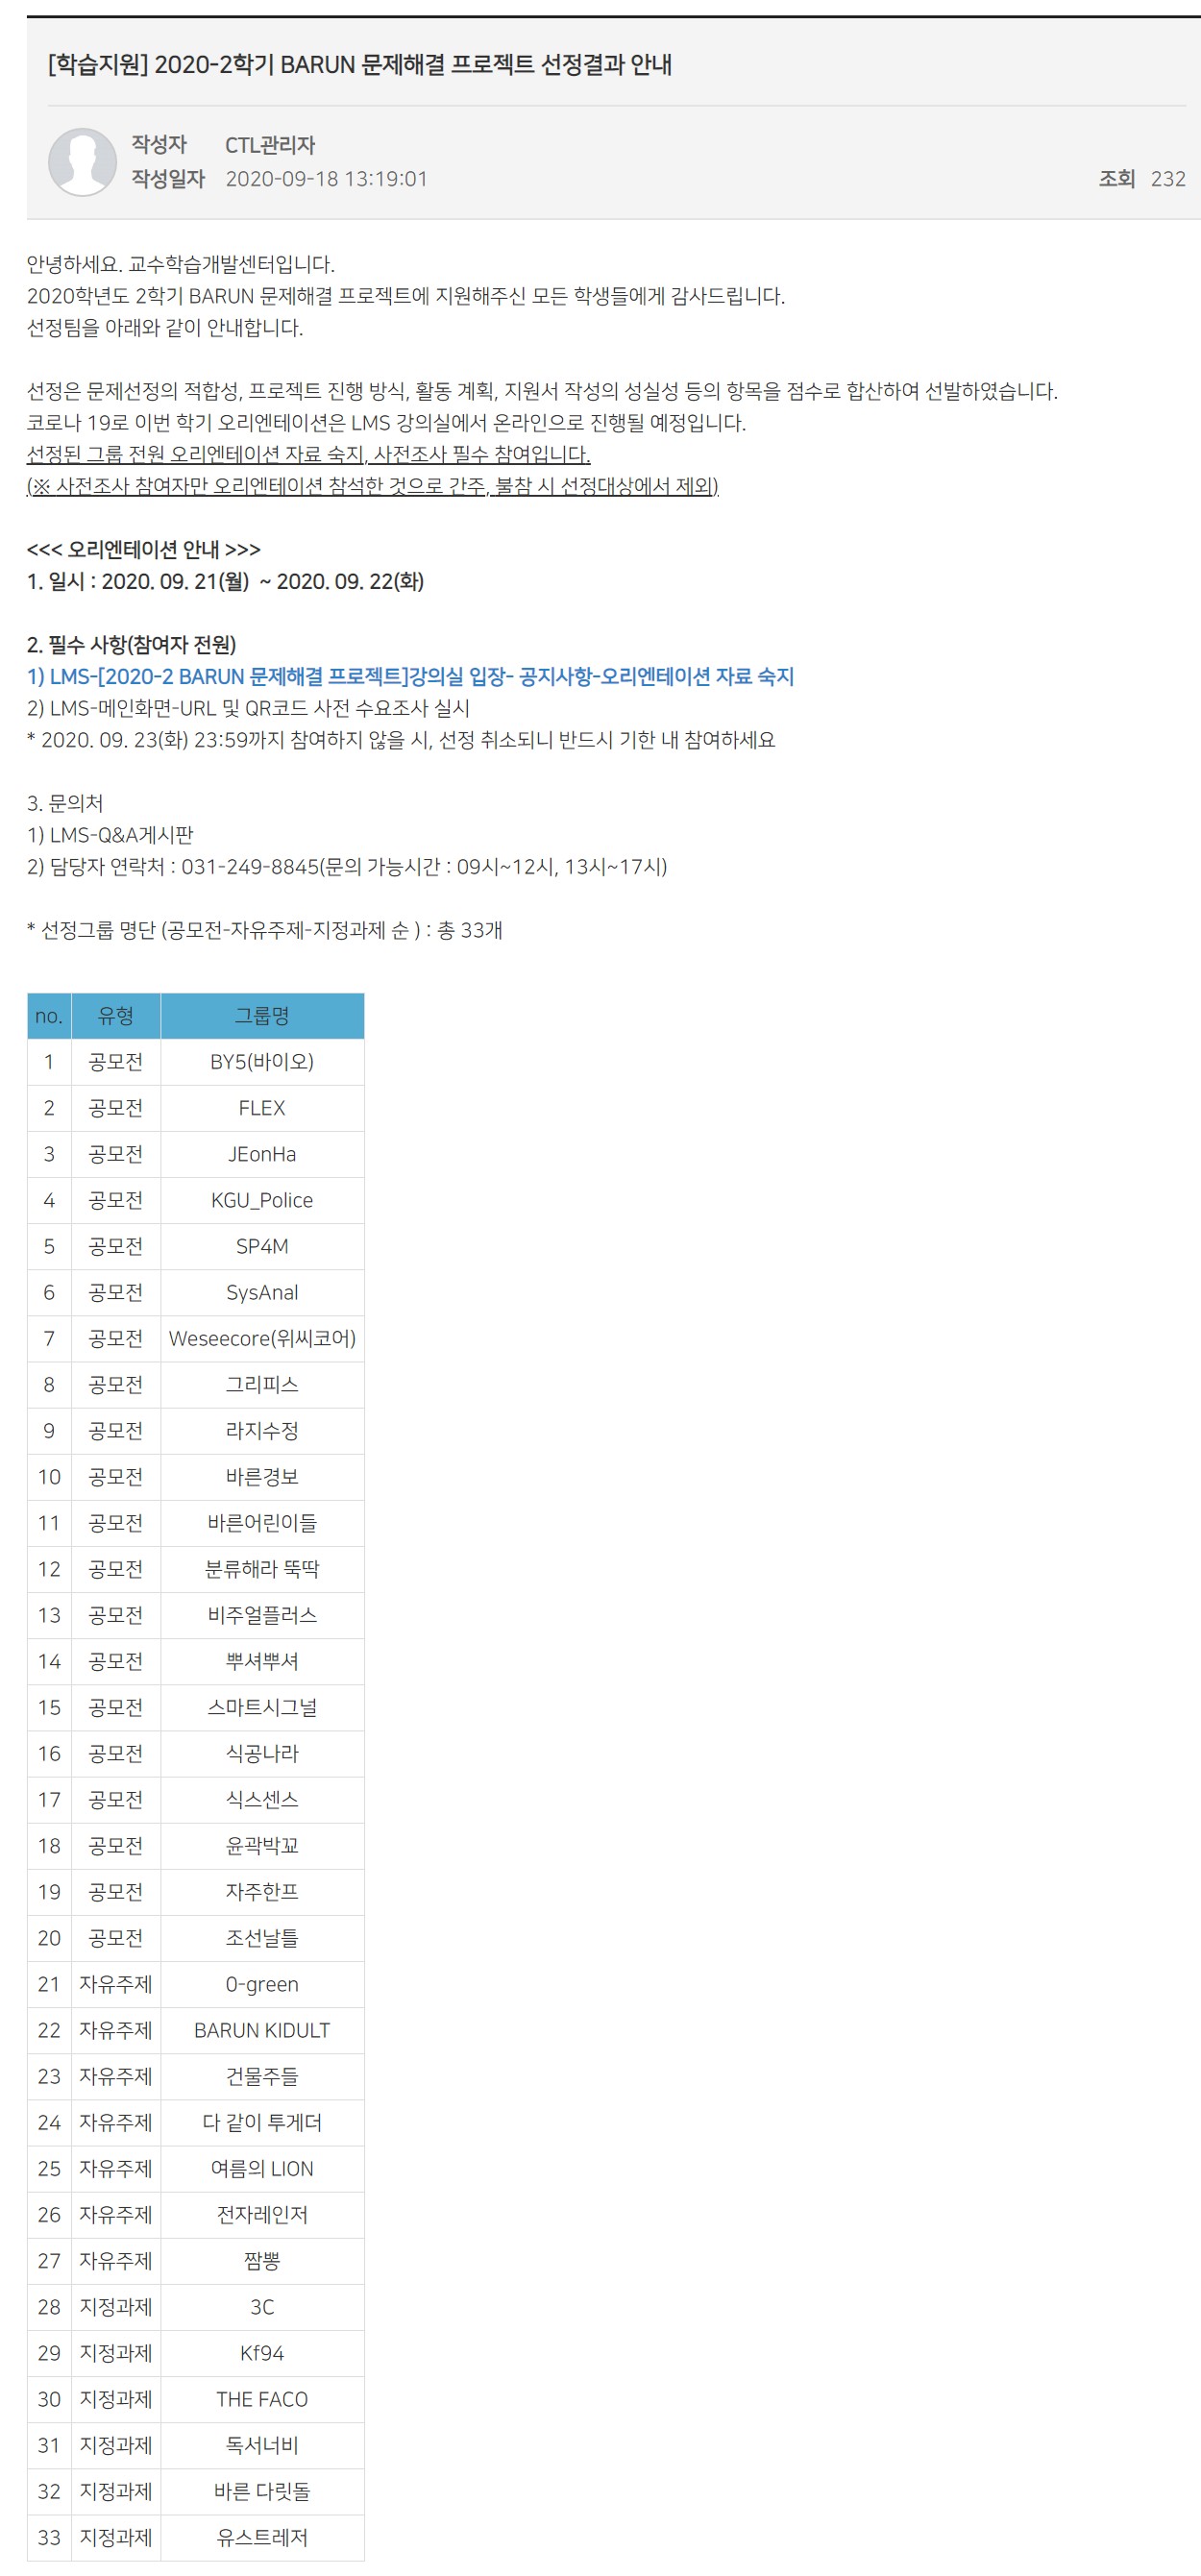 [학습지원] 2020-2학기 BARUN 문제해결 프로젝트 선정결과 안내
작성자 CTL관리자
작성일자 2020-09-18 13:19:01 조회 232
안녕하세요. 교수학습개발센터입니다.
2020학년도 2학기 BARUN 문제해결 프로젝트에 지원해주신 모든 학생들에게 감사드립니다.
선정팀을 아래와 같이 안내합니다.
선정은 문제선정의 적합성, 프로젝트 진행 방식, 활동 계획, 지원서 작성의 성실성 등의 항목을 점수로 합산하여 선발하였습니다.
코로나 19로 이번 학기 오리엔테이션은 LMS 강의실에서 온라인으로 진행될 예정입니다.
선정된 그룹 전원 오리엔테이션 자료 숙지, 사전조사 필수 참여입니다.
(※ 사전조사 참여자만 오리엔테이션 참석한 것으로 간주, 불참 시 선정대상에서 제외)
<<< 오리엔테이션 안내 >>>
1. 일시 : 2020. 09. 21(월) ~ 2020. 09. 22(화)
2. 필수 사항(참여자 전원)
1) LMS-[2020-2 BARUN 문제해결 프로젝트]강의실 입장- 공지사항-오리엔테이션 자료 숙지
2) LMS-메인화면-URL 및 QR코드 사전 수요조사 실시
* 2020. 09. 23(화) 23:59까지 참여하지 않을 시, 선정 취소되니 반드시 기한 내 참여하세요
3. 문의처
1) LMS-Q&A게시판
2) 담당자 연락처 : 031-249-8845(문의 가능시간 : 09시~12시, 13시~17시)
* 선정그룹 명단 (공모전-자유주제-지정과제 순 ) : 총 33개
no. 유형 그룹명
1 공모전 BY5(바이오)
2 공모전 FLEX
3 공모전 JEonHa
4 공모전 KGU_Police
5 공모전 SP4M
6 공모전 SysAnal
7 공모전 Weseecore(위씨코어)
8 공모전 그리피스
9 공모전 라지수정
10 공모전 바른경보
11 공모전 바른어린이들
12 공모전 분류해라 뚝딱
13 공모전 비주얼플러스
14 공모전 뿌셔뿌셔
15 공모전 스마트시그널
16 공모전 식공나라
17 공모전 식스센스
18 공모전 윤곽박꾜
19 공모전 자주한프
20 공모전 조선날틀
21 자유주제 0-green
22 자유주제 BARUN KIDULT
23 자유주제 건물주들
24 자유주제 다 같이 투게더
25 자유주제 여름의 LION
26 자유주제 전자레인저
27 자유주제 짬뽕
28 지정과제 3C
29 지정과제 Kf94
30 지정과제 THE FACO
31 지정과제 독서너비
32 지정과제 바른 다릿돌
33 지정과제 유스트레저